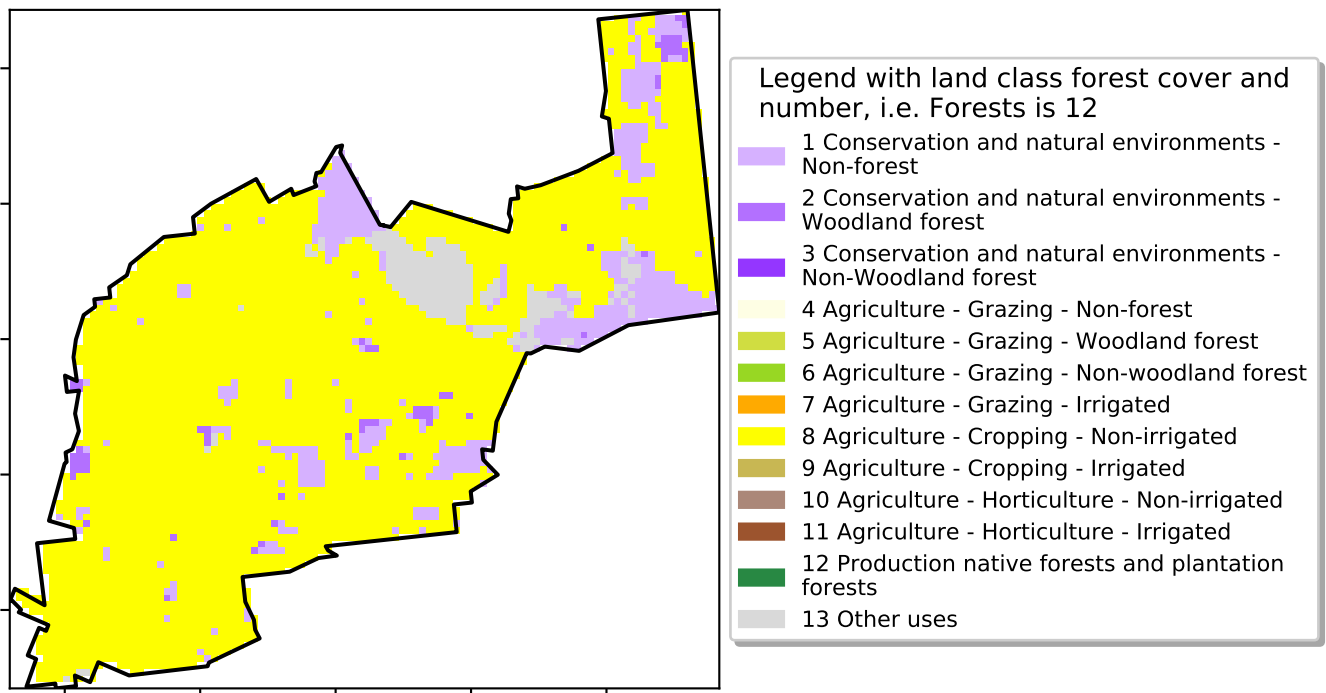 Legend with land class forest cover and
number, i.e. Forests is 12
1 Conservation and natural environments -
Non-forest
2 Conservation and natural environments -
Woodland forest
3 Conservation and natural environments -
Non-Woodland forest
4 Agriculture - Grazing - Non-forest
5 Agriculture - Grazing - Woodland forest
6 Agriculture - Grazing - Non-woodland forest
7 Agriculture - Grazing - Irrigated
8 Agriculture - Cropping - Non-irrigated
9 Agriculture - Cropping - Irrigated
10 Agriculture - Horticulture - Non-irrigated
11 Agriculture - Horticulture - Irrigated
12 Production native forests and plantation
forests
13 Other uses